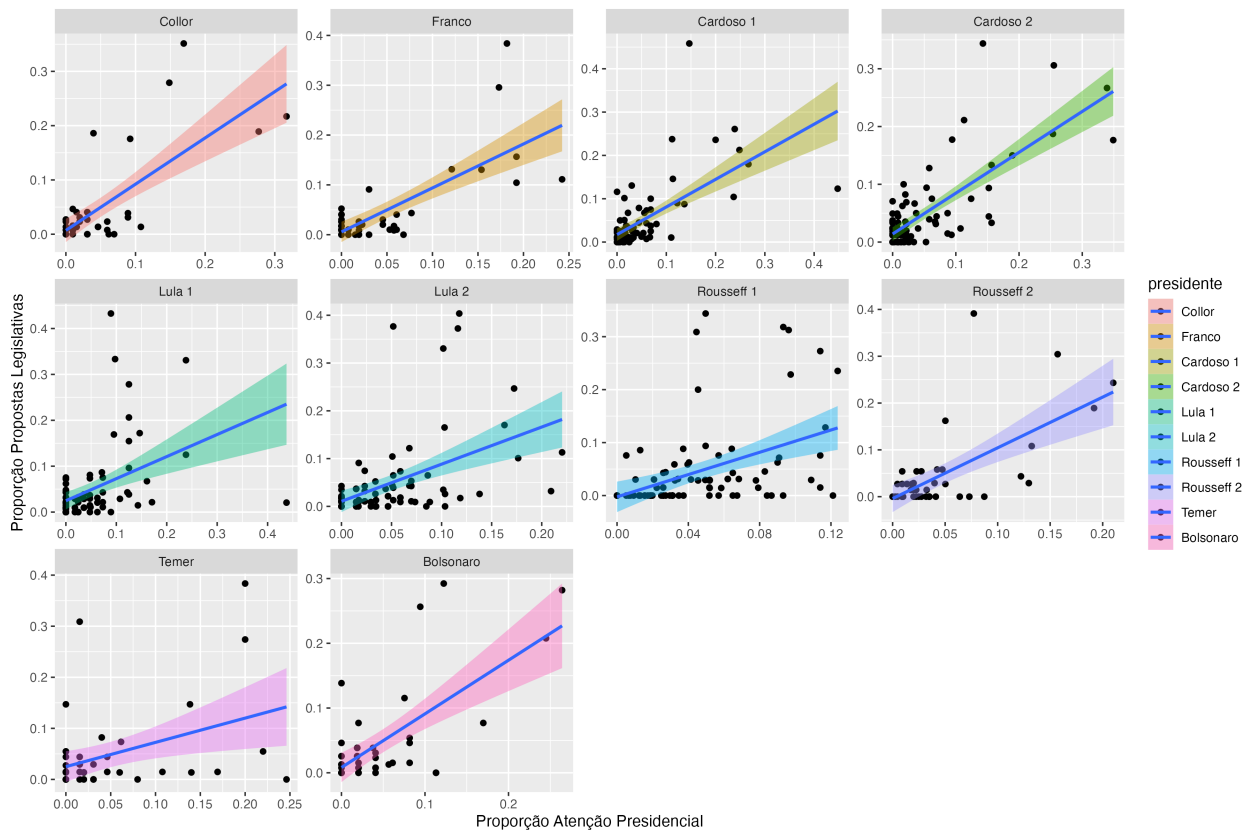 Collor Franco Cardoso 1 Cardoso 2
0.3
0.2
0.1
0.0
0.0 0.1 0.2 0.3
0.4
0.3
0.2
0.1
0.0
0.00 0.05 0.10 0.15 0.20 0.25
0.4
0.3
0.2
0.1
0.0
0.0 0.1 0.2 0.3 0.4
0.3
0.2
0.1
0.0
0.0 0.1 0.2 0.3
Lula 1 Lula 2 Rousseff 1 Rousseff 2
0.4
0.3
0.2
0.1
0.0
0.0 0.1 0.2 0.3 0.4
0.4
0.3
0.2
0.1
0.0
0.00 0.05 0.10 0.15 0.20
0.3
0.2
0.1
0.0
0.00 0.04 0.08 0.12
0.4
0.3
0.2
0.1
0.0
0.00 0.05 0.10 0.15 0.20
Temer Bolsonaro
0.4
0.3
0.2
0.1
0.0
0.00 0.05 0.10 0.15 0.20 0.25
0.3
0.2
0.1
0.0
0.0 0.1 0.2
Proporção Propostas Legislativas
Proporção Atenção Presidencial
presidente
Collor
Franco
Cardoso 1
Cardoso 2
Lula 1
Lula 2
Rousseff 1
Rousseff 2
Temer
Bolsonaro